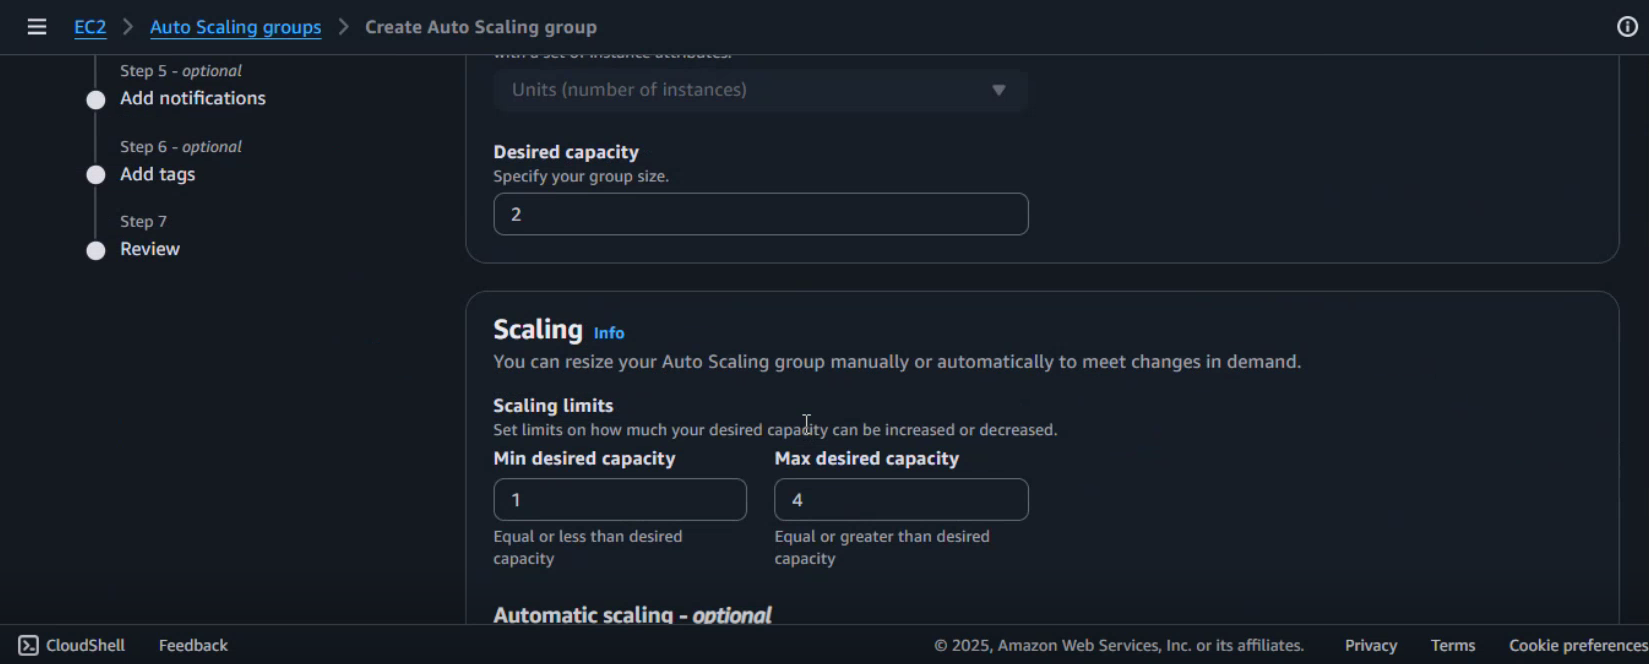 EC2 > Auto Scaling groups > Create Auto Scaling group
Step 5 - optional
Add notifications
Step 6 - optional
Add tags
Step 7
Review
with a set of instance attributes.
Units (number of instances)
Desired capacity
Specify your group size.
2
Scaling Info
You can resize your Auto Scaling group manually or automatically to meet changes in demand.
Scaling limits
Set limits on how much your desired capacity can be increased or decreased.
Min desired capacity
1
Equal or less than desired
capacity
Max desired capacity
4
Equal or greater than desired
capacity
Automatic scaling - optional
CloudShell Feedback © 2025, Amazon Web Services, Inc. or its affiliates. Privacy Terms Cookie preferences